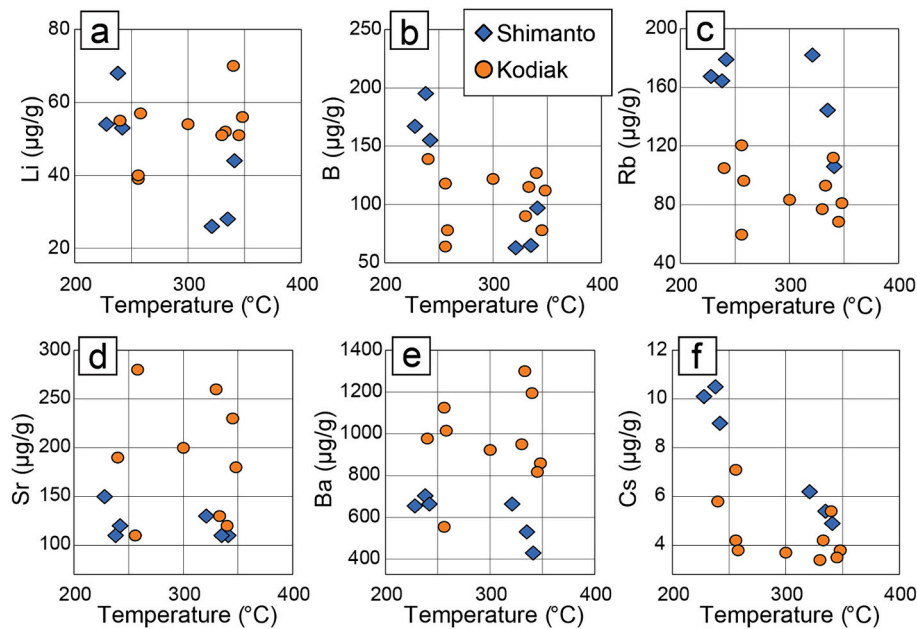 a
80
60
40
20
Li (µg/g)
200 300 400
Temperature (°C)
b
Shimanto
Kodiak
250
200
150
100
50
B (µg/g)
200 300 400
Temperature (°C)
c
200
160
120
80
40
Rb (µg/g)
200 300 400
Temperature (°C)
d
300
250
200
150
100
Sr (µg/g)
200 300 400
Temperature (°C)
e
1400
1200
1000
800
600
400
Ba (µg/g)
200 300 400
Temperature (°C)
f
12
10
8
6
4
Cs (µg/g)
200 300 400
Temperature (°C)